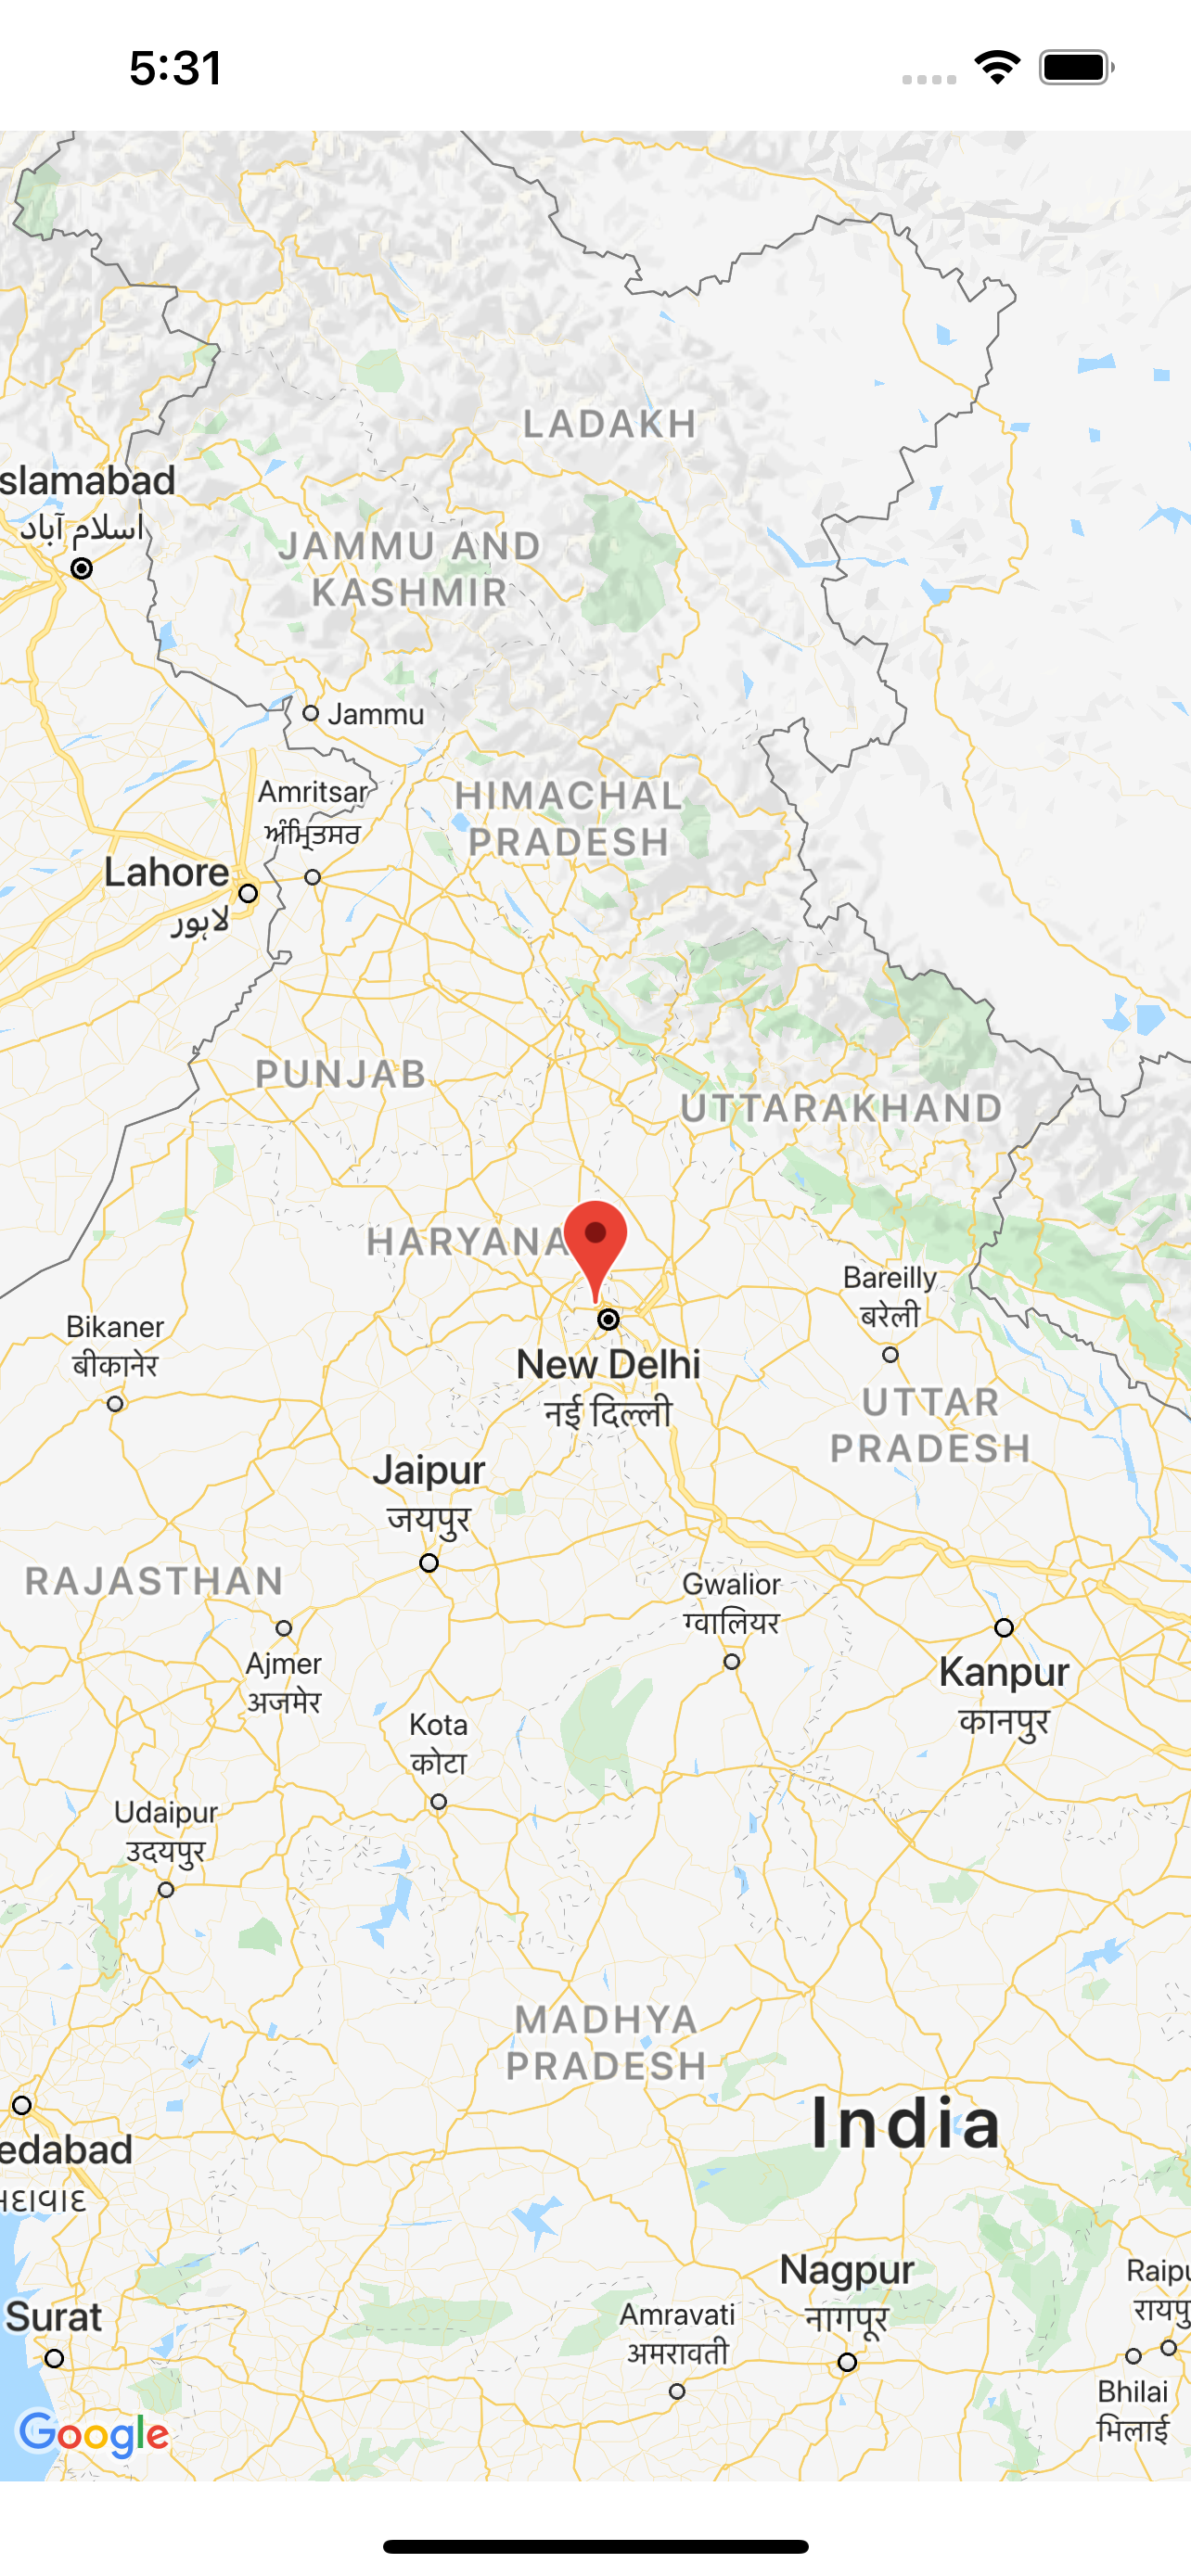 5:31
LADAKH
slamabad
اسلام آباد
JAMMU AND
KASHMIR
Jammu
Amritsar
ਅੰਮ੍ਰਿਤਸਰ
HIMACHAL
PRADESH
Lahore
لاہور
PUNJAB
UTTARAKHAND
HARYANA
Bareilly
बरेली
Bikaner
बीकानेर
New Delhi
नई दिल्ली
UTTAR
PRADESH
Jaipur
जयपुर
RAJASTHAN
Gwalior
ग्वालियर
Ajmer
अजमेर
Kanpur
कानपुर
Kota
कोटा
Udaipur
उदयपुर
MADHYA
PRADESH
India
edabad
મદાવાદ
Nagpur
नागपूर
Raipu
रायपु
Surat
Amravati
अमरावती
Bhilai
भिलाई
Google